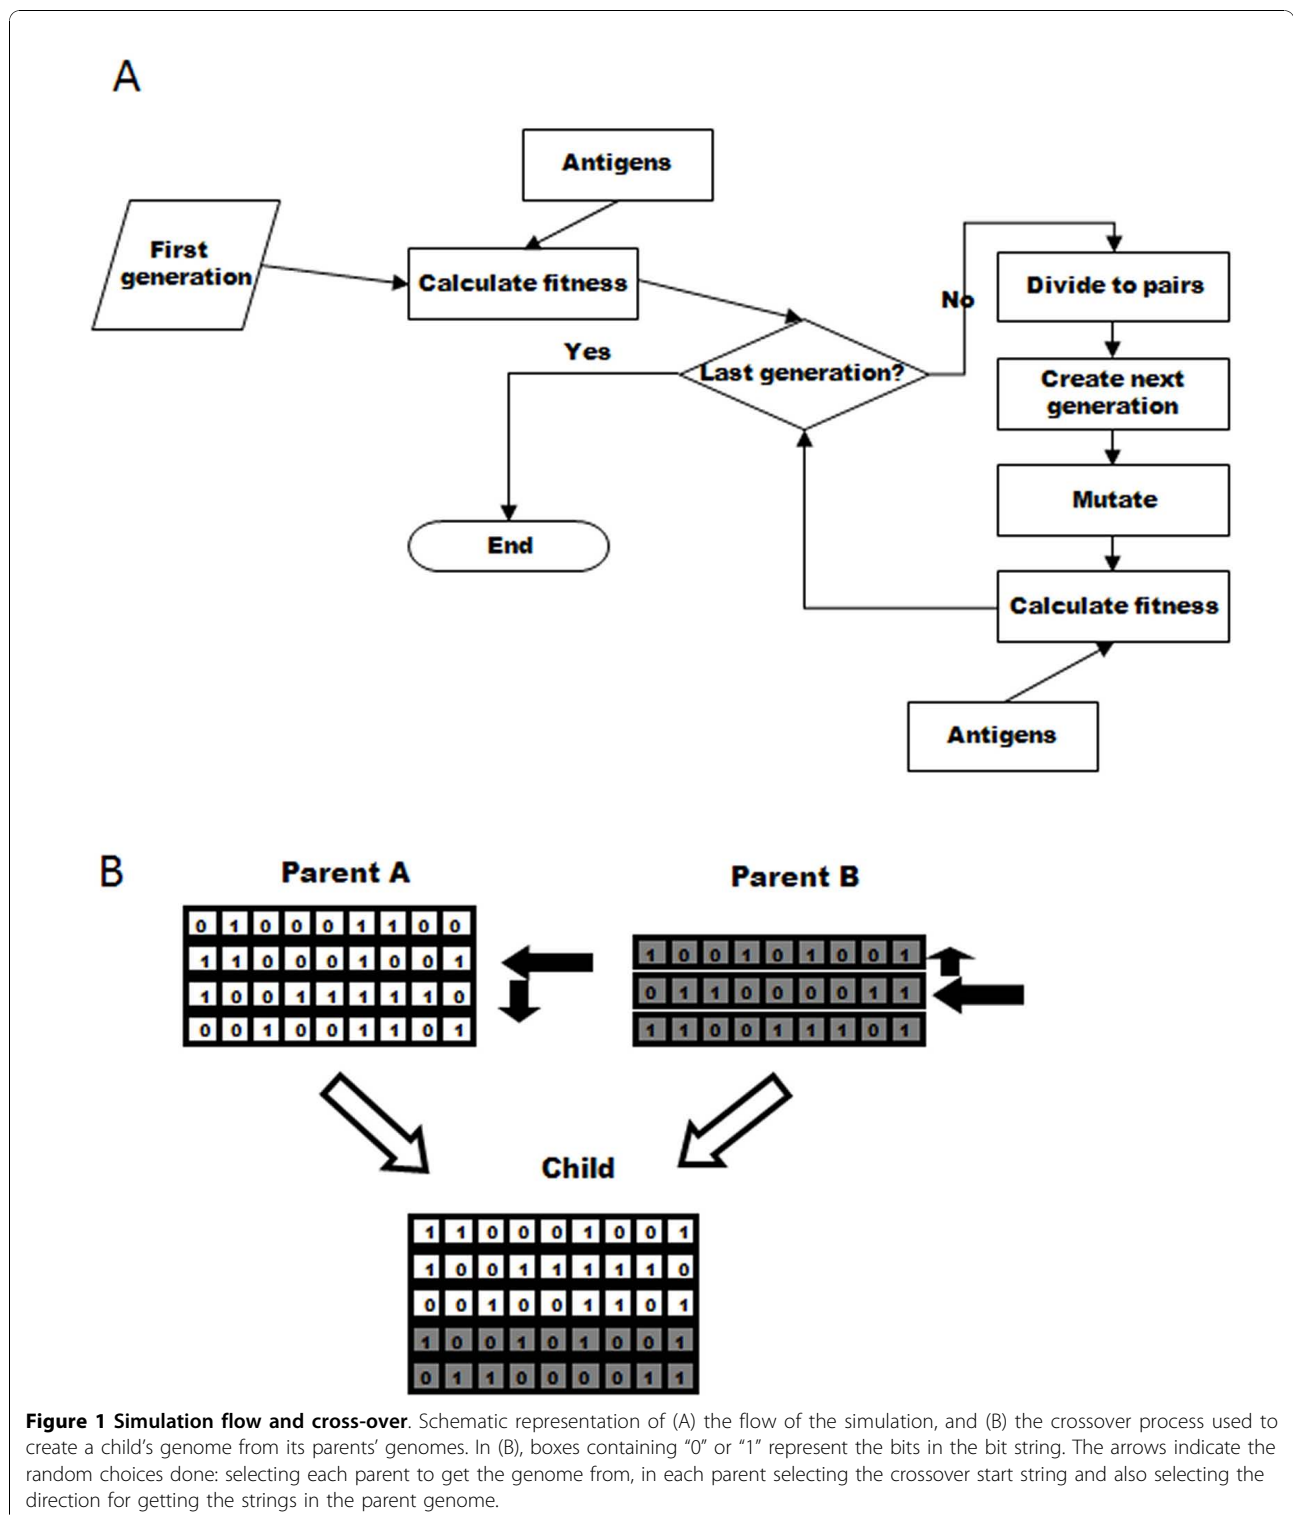 A
Antigens
First
generation
Calculate fitness
No
Divide to pairs
Yes
Last generation?
Create next
generation
Mutate
End
Calculate fitness
Antigens
B
Parent A
Parent B
0 1 0 0 0 1 1 0 0
1 1 0 0 0 1 0 0 1
1 0 0 1 1 1 1 1 0
0 0 1 0 0 1 1 0 1
1 0 0 1 0 1 0 0 1
0 1 1 0 0 0 0 1 1
1 1 0 0 1 1 1 0 1
Child
1 1 0 0 0 1 0 0 1
1 0 0 1 1 1 1 1 0
0 0 1 0 0 1 1 0 1
1 0 0 1 0 1 0 0 1
0 1 1 0 0 0 0 1 1
Figure 1 Simulation flow and cross-over. Schematic representation of (A) the flow of the simulation, and (B) the crossover process used to
create a child's genome from its parents' genomes. In (B), boxes containing "0" or "1" represent the bits in the bit string. The arrows indicate the
random choices done: selecting each parent to get the genome from, in each parent selecting the crossover start string and also selecting the
direction for getting the strings in the parent genome.